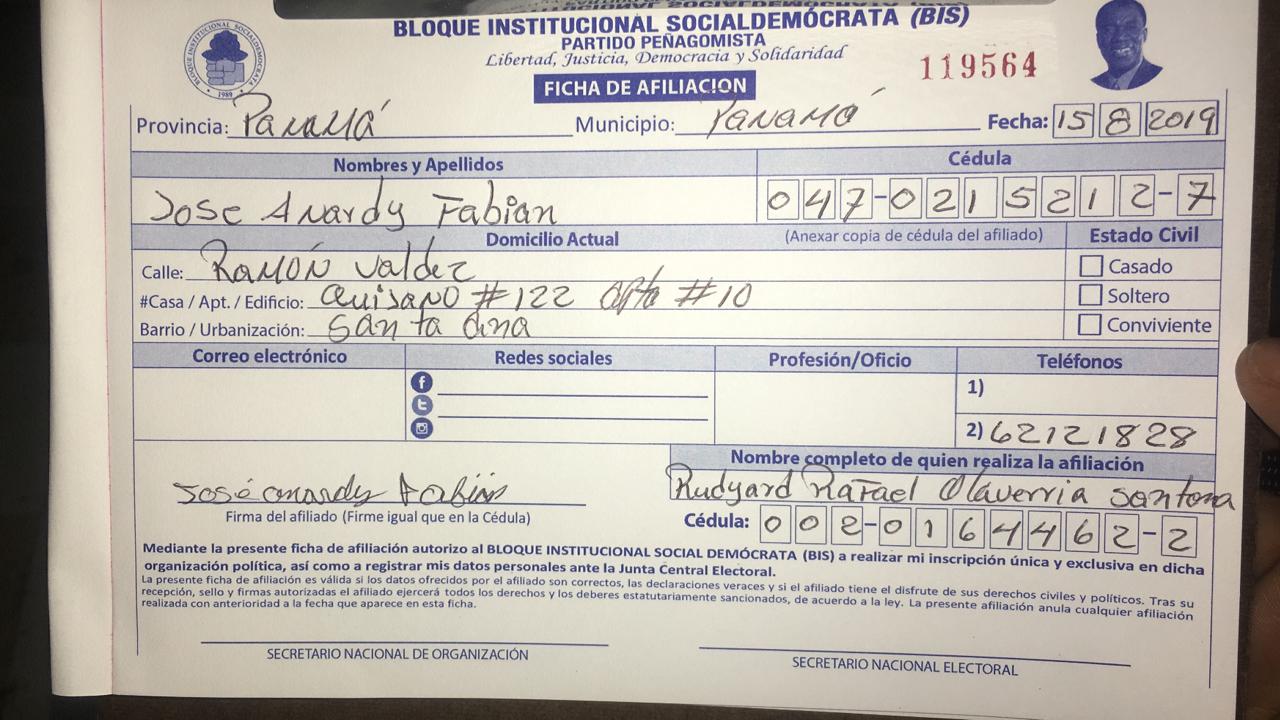 BLOQUE INSTITUCIONAL SOCIALDEMÓCRATA (BIS)
PARTIDO PEÑAGOMISTA
Libertad, Justicia, Democracia y Solidaridad
119564
FICHA DE AFILIACION
BLOQUE INSTITUCIONAL SOCIALDEMOCRATA
1989
Provincia: Panamá Municipio: Panamá Fecha: 15 8 2019
Nombres y Apellidos Cédula
Jose Anardy Fabian 047-0215212-7
Domicilio Actual (Anexar copia de cédula del afiliado) Estado Civil
Calle: Ramón Valdez Casado
#Casa / Apt. / Edificio: Quisano #122 Apto #10 Soltero
Barrio / Urbanización: Santa Ana Conviviente
Correo electrónico Redes sociales Profesión/Oficio Teléfonos
1)
2) 62121828
Nombre completo de quien realiza la afiliación
José Anardy Fabian Rudyard Rafael Olaverria Santana
Firma del afiliado (Firme igual que en la Cédula) Cédula: 002-0164462-2
Mediante la presente ficha de afiliación autorizo al BLOQUE INSTITUCIONAL SOCIAL DEMÓCRATA (BIS) a realizar mi inscripción única y exclusiva en dicha
organización política, así como a registrar mis datos personales ante la Junta Central Electoral.
La presente ficha de afiliación es válida si los datos ofrecidos por el afiliado son correctos, las declaraciones veraces y si el afiliado tiene el disfrute de sus derechos civiles y políticos. Tras su
recepción, sello y firmas autorizadas el afiliado ejercerá todos los derechos y los deberes estatutariamente sancionados, de acuerdo a la ley. La presente afiliación anula cualquier afiliación
realizada con anterioridad a la fecha que aparece en esta ficha.
SECRETARIO NACIONAL DE ORGANIZACIÓN SECRETARIO NACIONAL ELECTORAL